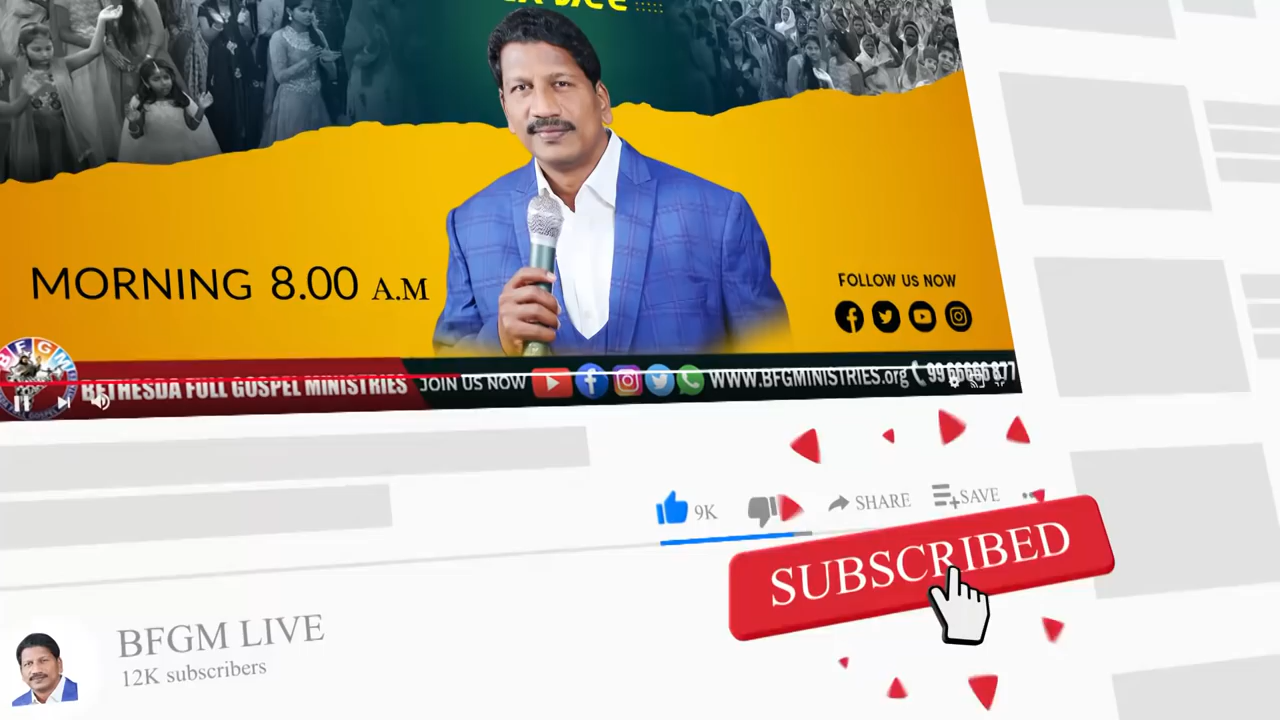 MORNING 8.00 A.M
FOLLOW US NOW
BFGM
BETHESDA FULL GOSPEL MINISTRIES
JOIN US NOW
WWW.BFGMINISTRIES.org
9K
SHARE
SAVE
SUBSCRIBED
BFGM LIVE
12K subscribers